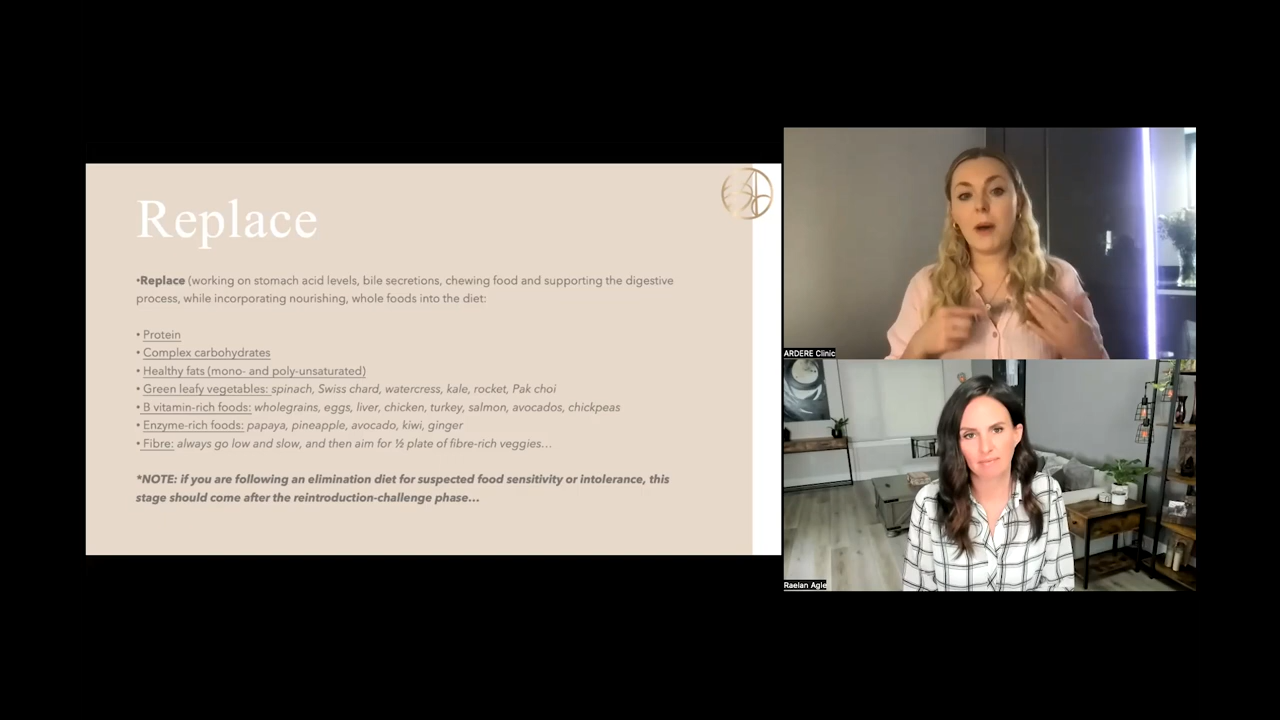 Replace
•Replace (working on stomach acid levels, bile secretions, chewing food and supporting the digestive
process, while incorporating nourishing, whole foods into the diet:
• Protein
• Complex carbohydrates
• Healthy fats (mono- and poly-unsaturated)
• Green leafy vegetables: spinach, Swiss chard, watercress, kale, rocket, Pak choi
• B vitamin-rich foods: wholegrains, eggs, liver, chicken, turkey, salmon, avocados, chickpeas
• Enzyme-rich foods: papaya, pineapple, avocado, kiwi, ginger
• Fibre: always go low and slow, and then aim for ½ plate of fibre-rich veggies…
*NOTE: if you are following an elimination diet for suspected food sensitivity or intolerance, this
stage should come after the reintroduction-challenge phase…
ARDERE Clinic
Raelan Agle